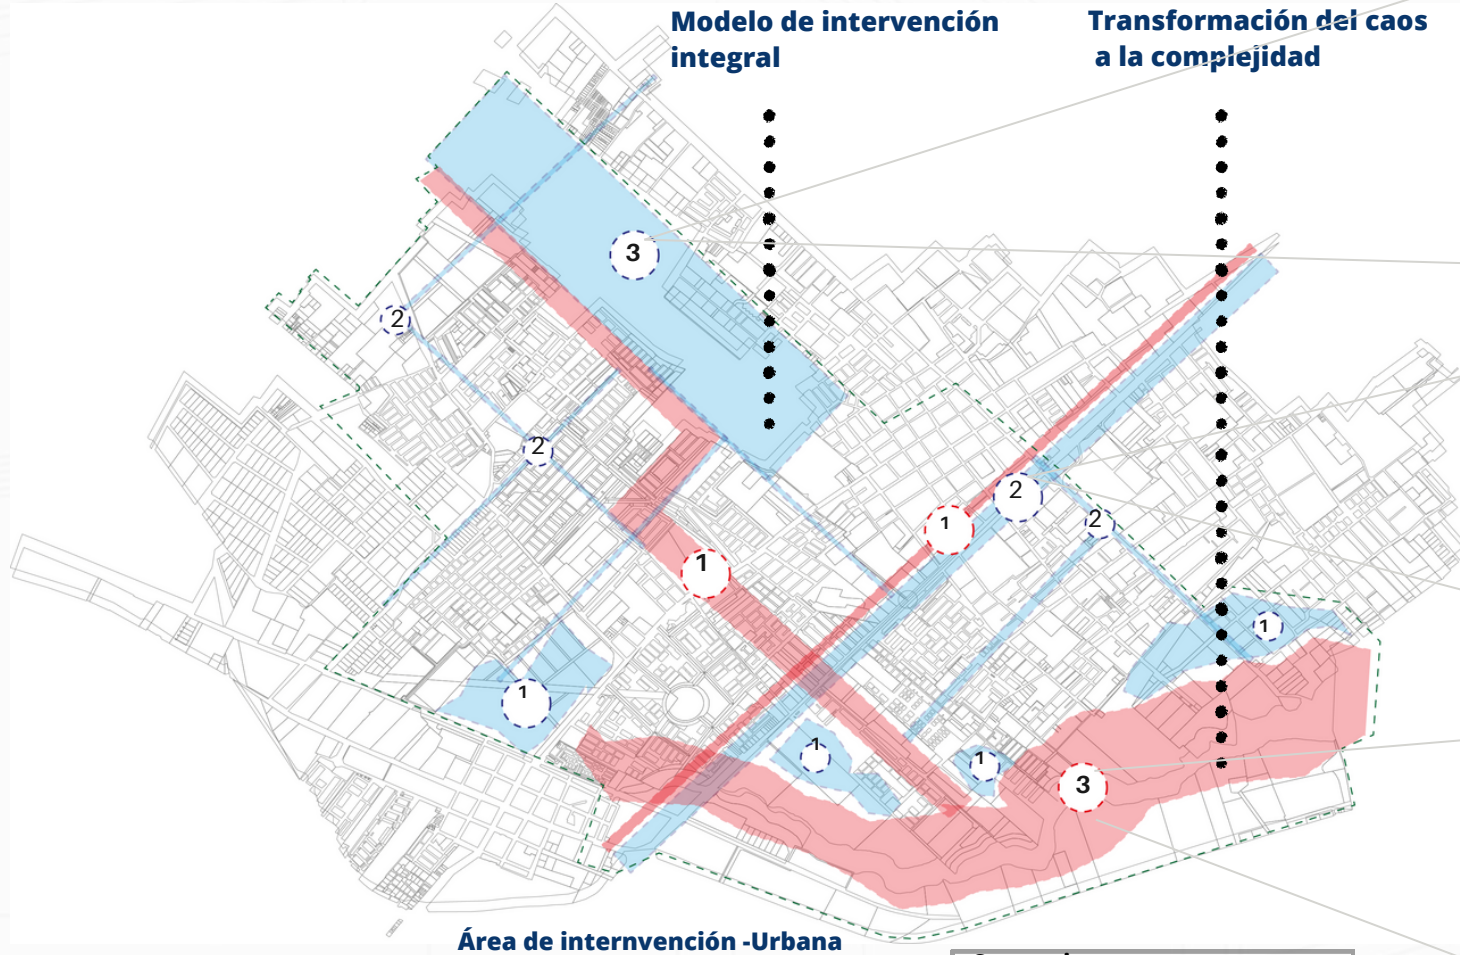 Modelo de intervención
integral
Transformación del caos
a la complejidad
3
2
2
2
1
2
1
1
1
1
1
1
3
Área de internvención -Urbana